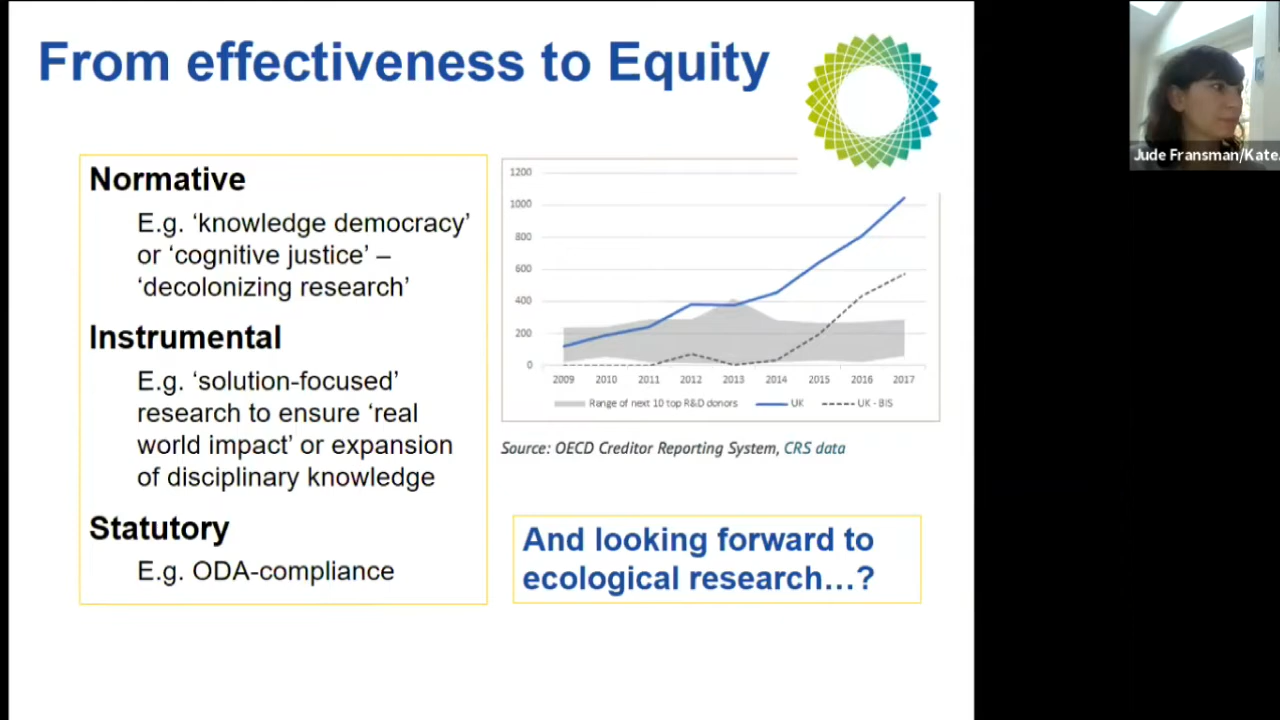 From effectiveness to Equity
Normative
E.g. ‘knowledge democracy’
or ‘cognitive justice’ –
‘decolonizing research’
Instrumental
E.g. ‘solution-focused’
research to ensure ‘real
world impact’ or expansion
of disciplinary knowledge
Statutory
E.g. ODA-compliance
1200
1000
800
600
400
200
0
2009 2010 2011 2012 2013 2014 2015 2016 2017
Range of next 10 top R&D donors UK UK - BIS
Source: OECD Creditor Reporting System, CRS data
And looking forward to
ecological research…?
Jude Fransman/Kate.